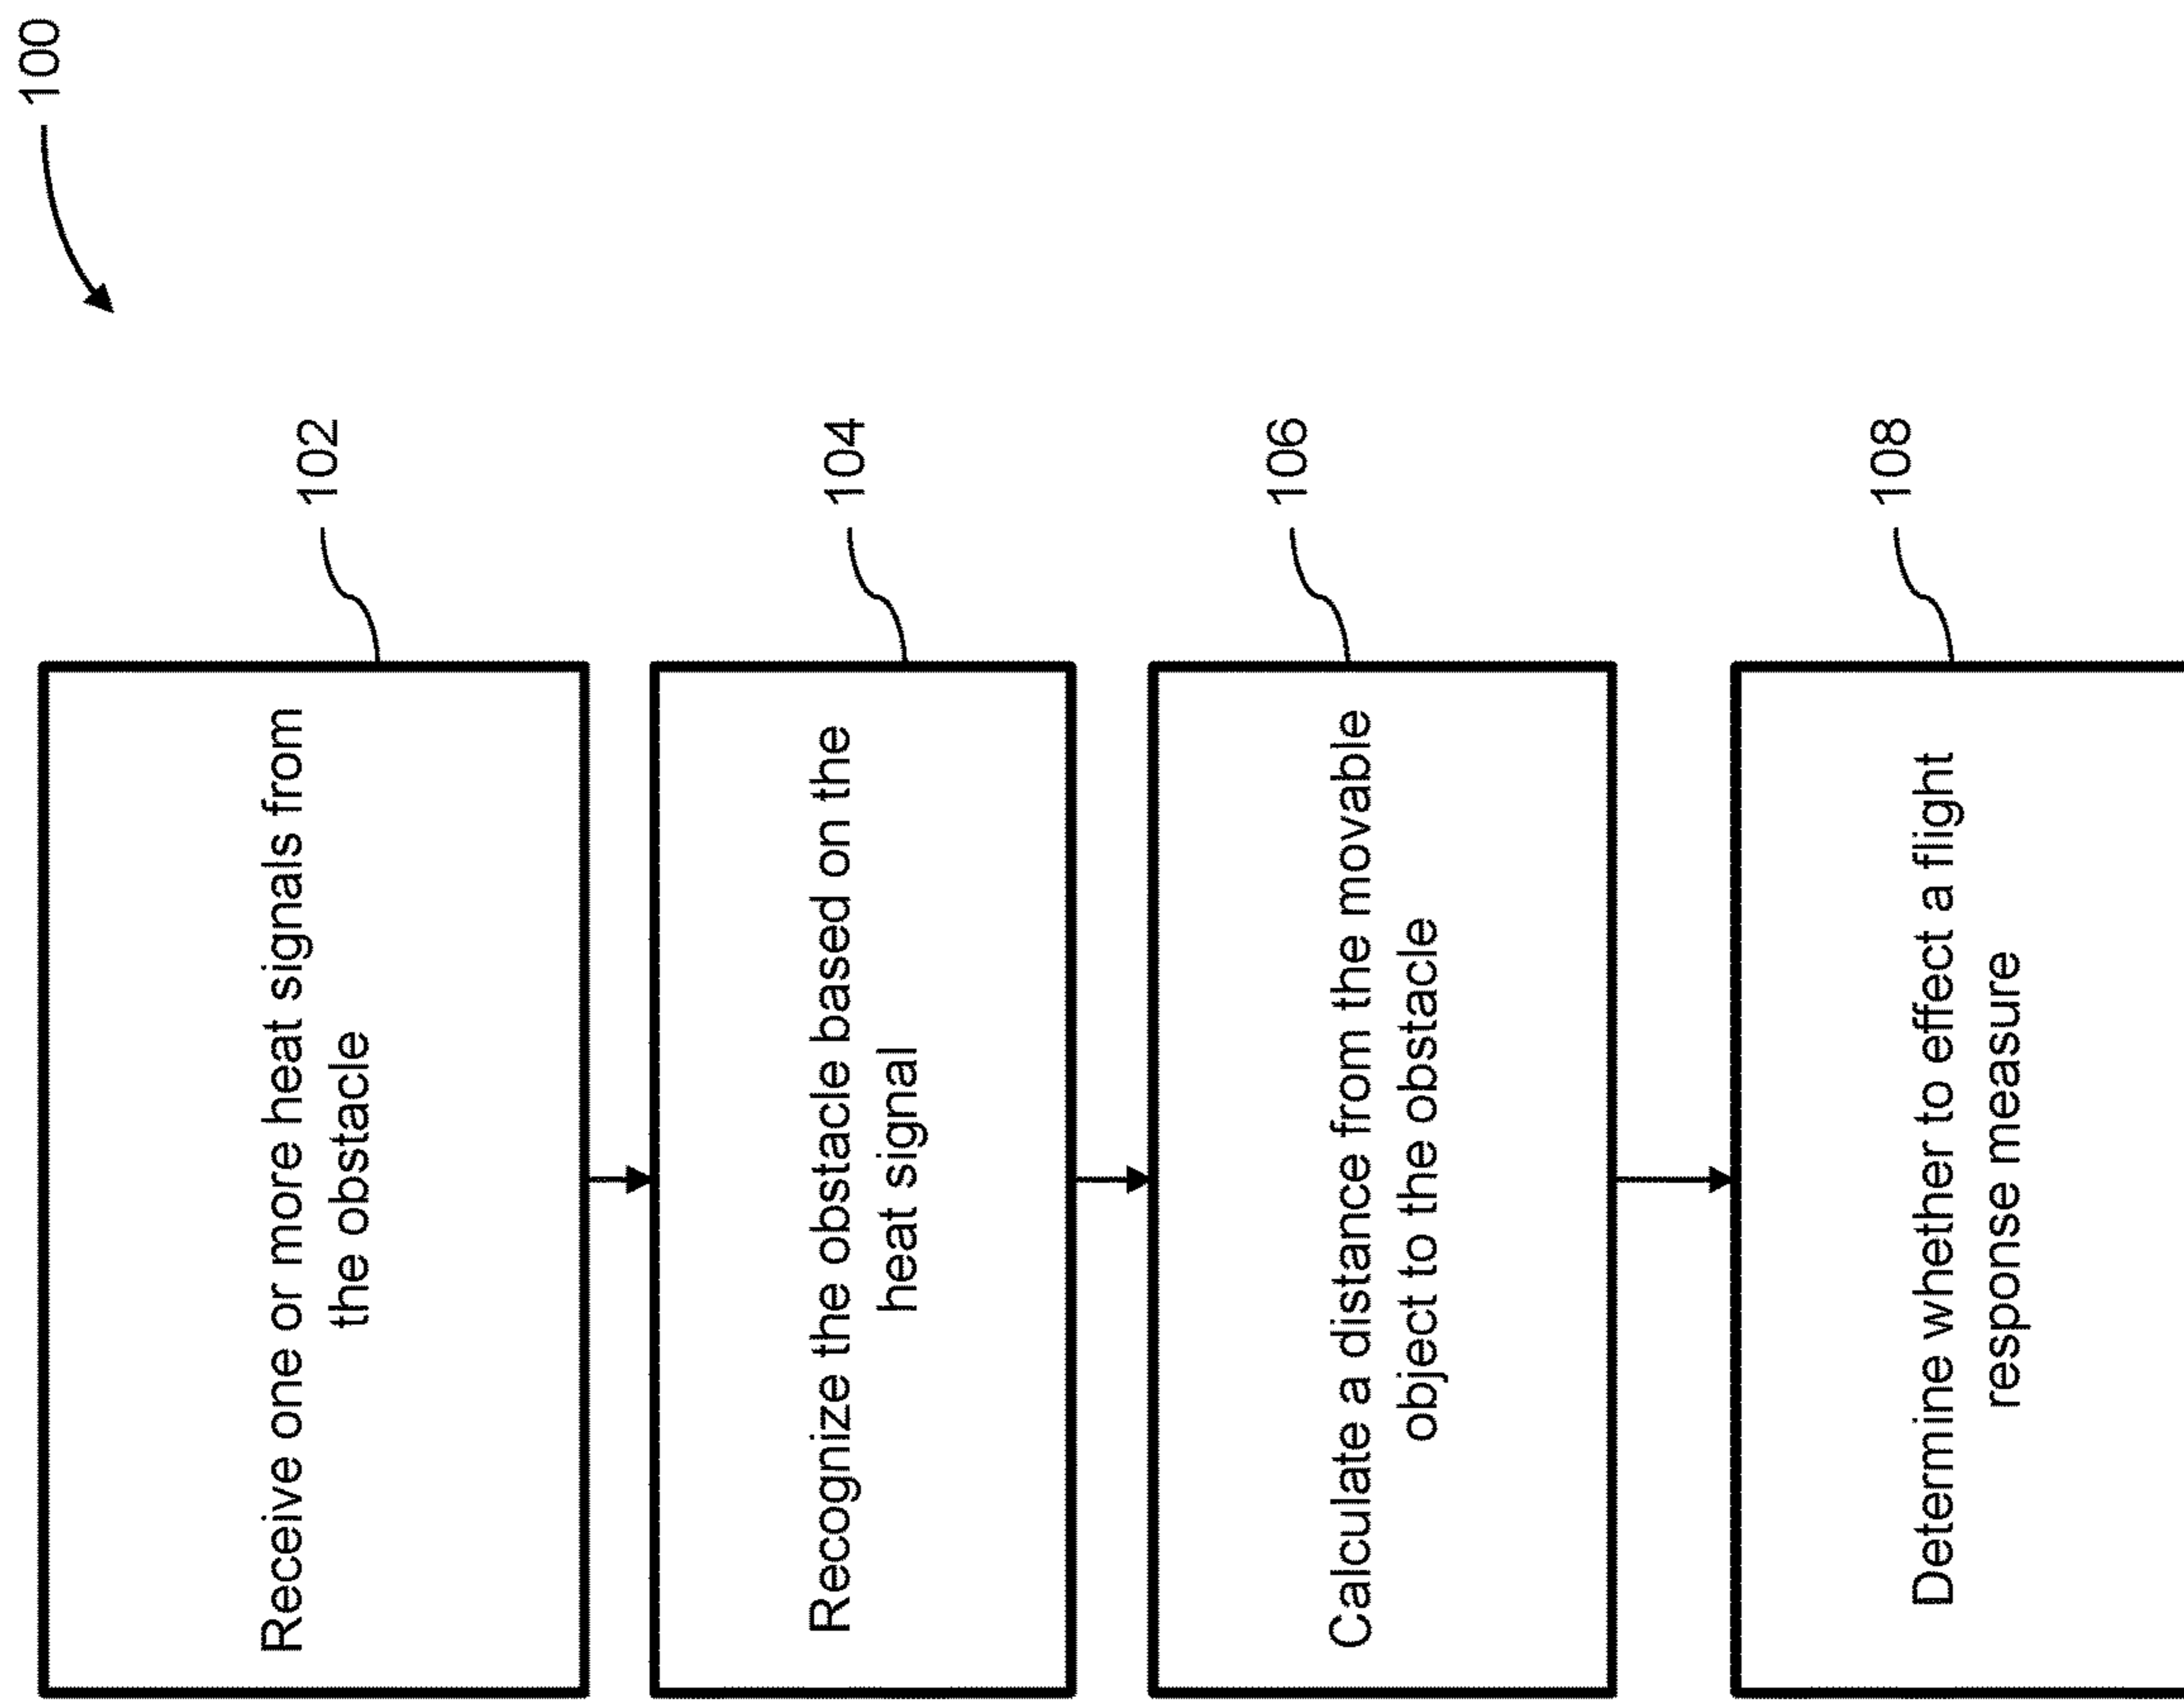 100
Receive one or more heat signals from
the obstacle
102
Recognize the obstacle based on the
heat signal
104
Calculate a distance from the movable
object to the obstacle
106
Determine whether to effect a flight
response measure
108